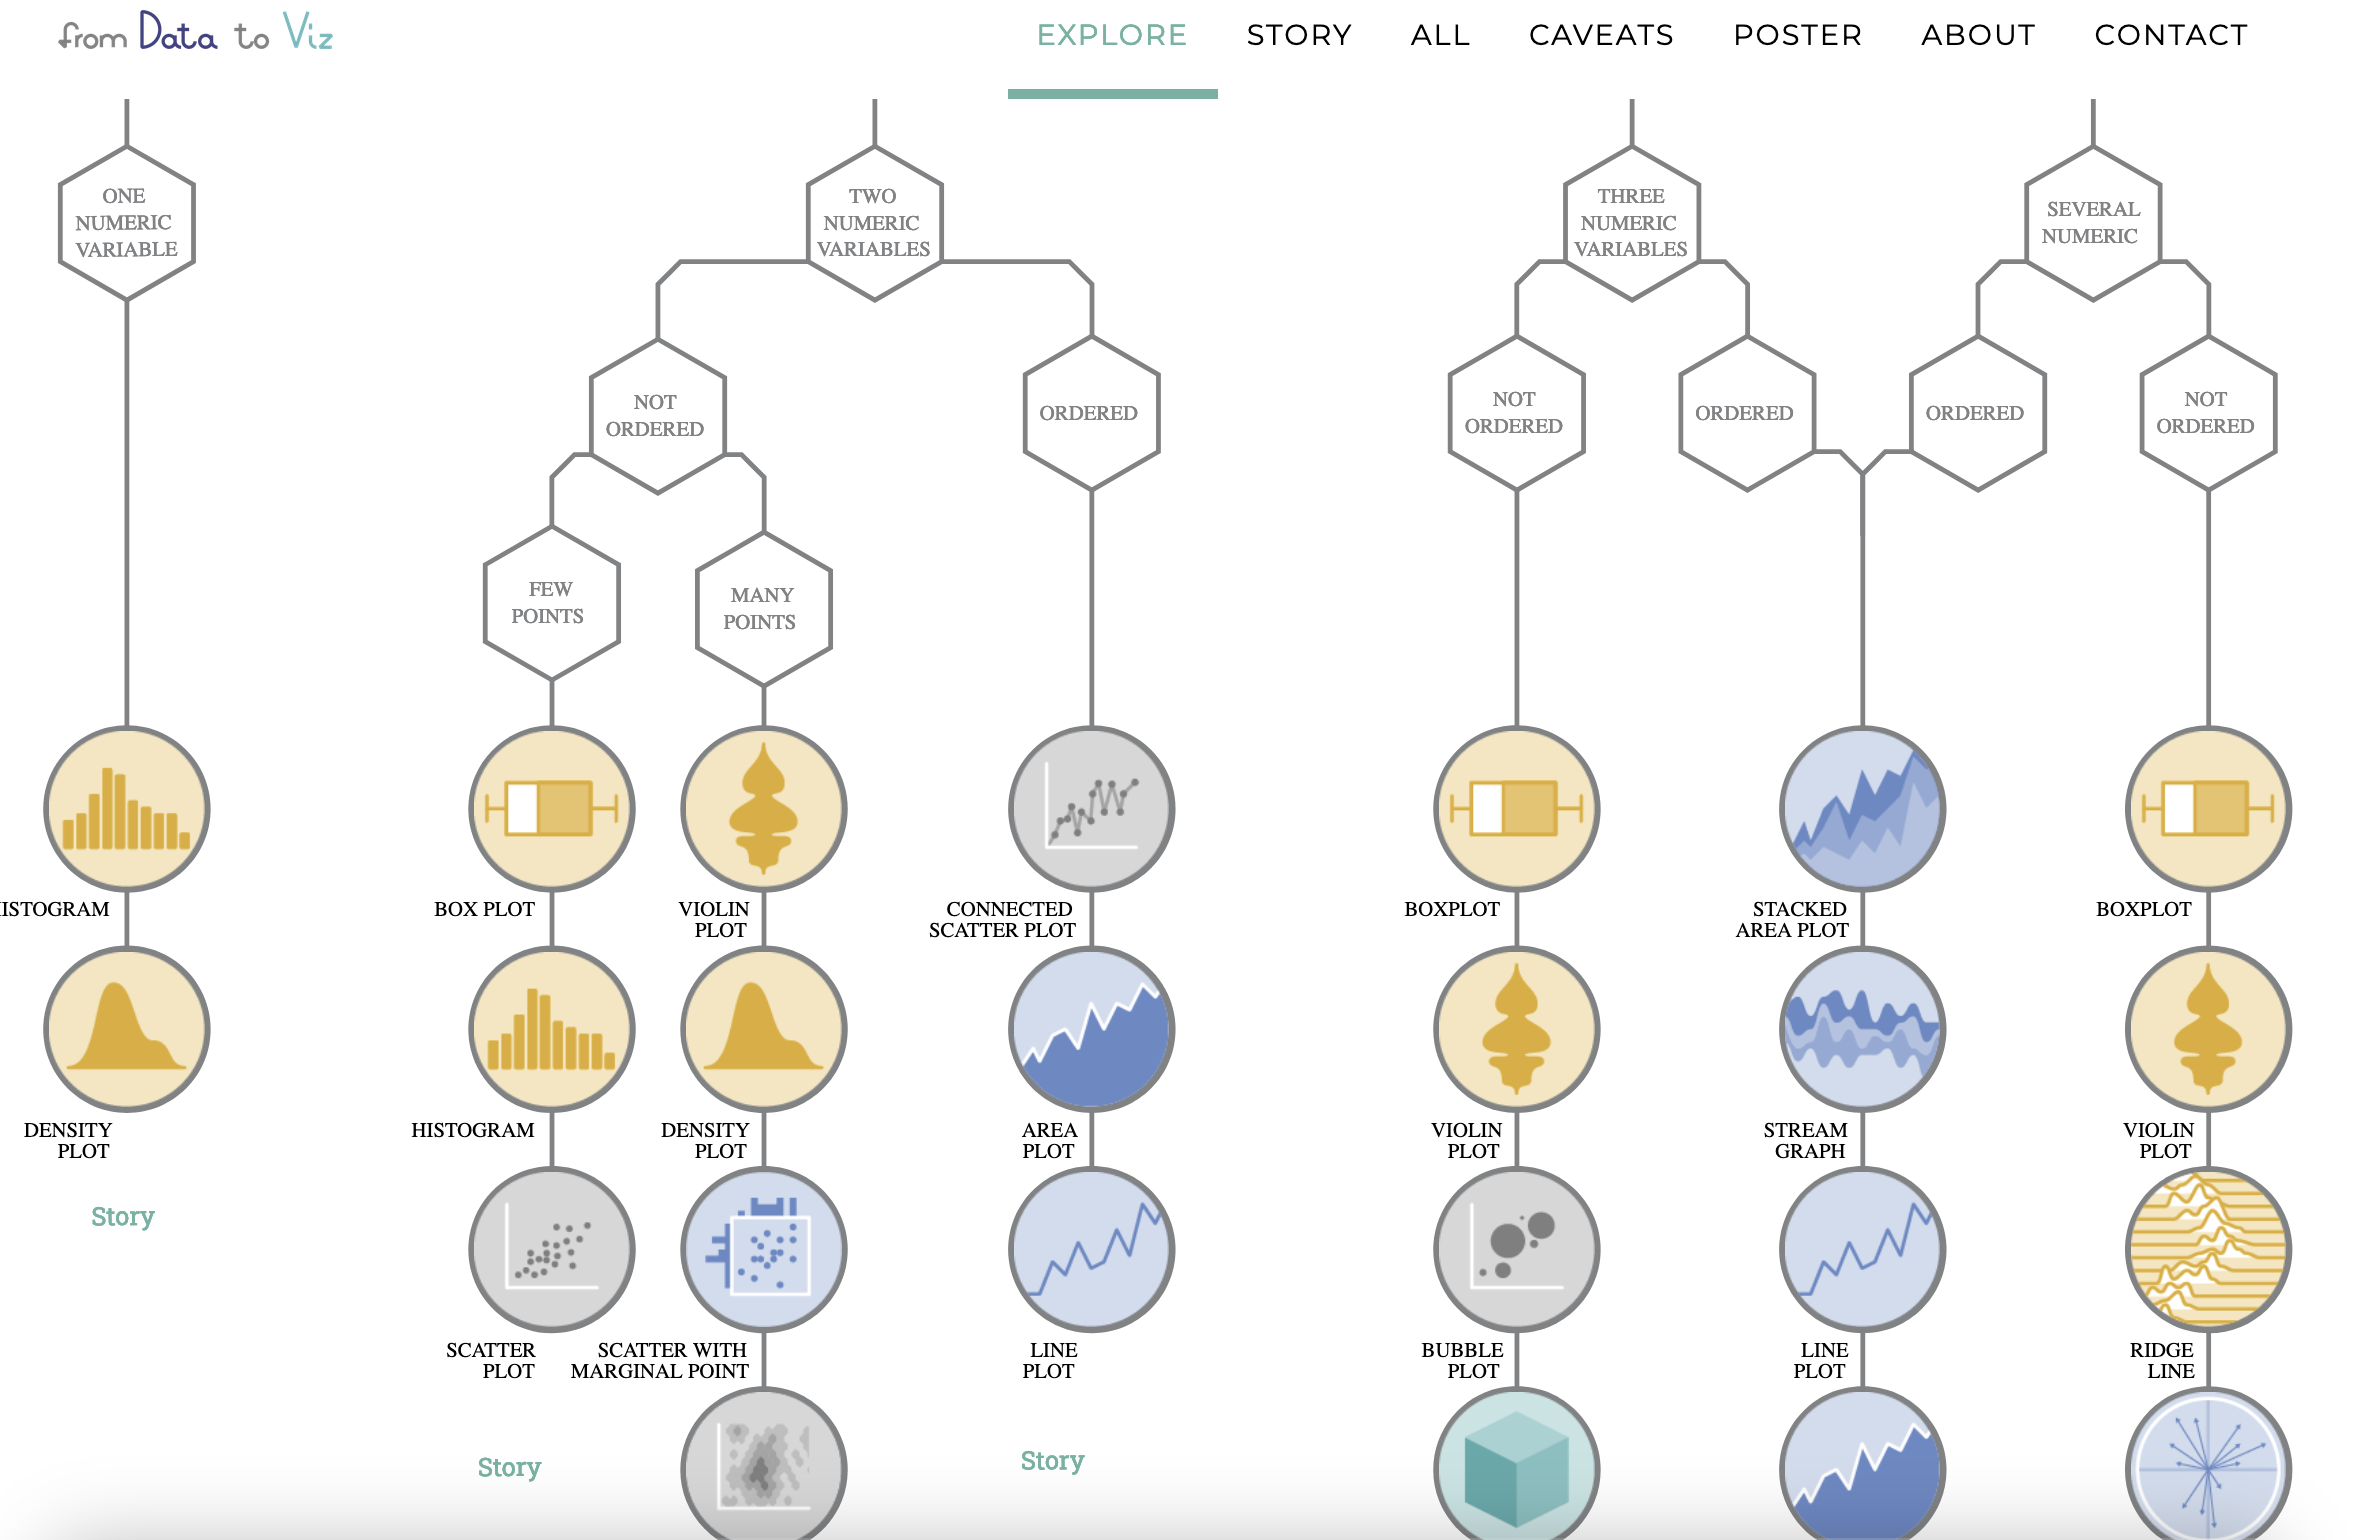 from Data to Viz
EXPLORE
STORY
ALL
CAVEATS
POSTER
ABOUT
CONTACT
ONE
NUMERIC
VARIABLE
TWO
NUMERIC
VARIABLES
THREE
NUMERIC
VARIABLES
SEVERAL
NUMERIC
NOT
ORDERED
ORDERED
NOT
ORDERED
ORDERED
ORDERED
NOT
ORDERED
FEW
POINTS
MANY
POINTS
ISTOGRAM
BOX PLOT
VIOLIN
PLOT
CONNECTED
SCATTER PLOT
BOXPLOT
STACKED
AREA PLOT
BOXPLOT
DENSITY
PLOT
HISTOGRAM
DENSITY
PLOT
AREA
PLOT
VIOLIN
PLOT
STREAM
GRAPH
VIOLIN
PLOT
Story
SCATTER
PLOT
SCATTER WITH
MARGINAL POINT
LINE
PLOT
BUBBLE
PLOT
LINE
PLOT
RIDGE
LINE
Story
Story